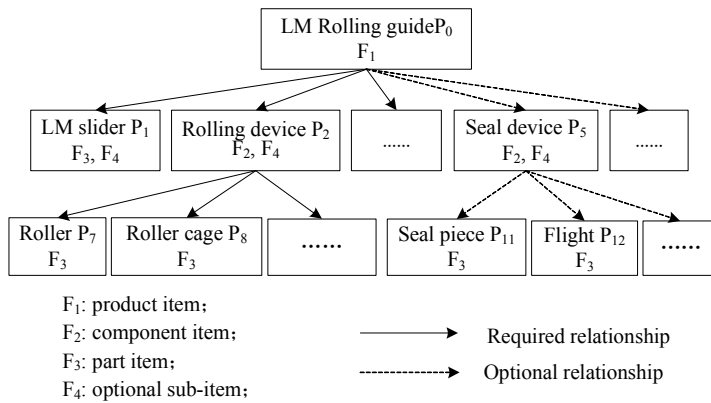 LM Rolling guideP₀
F₁
LM slider P₁
F₃, F₄
Rolling device P₂
F₂, F₄
......
Seal device P₅
F₂, F₄
......
Roller P₇
F₃
Roller cage P₈
F₃
......
Seal piece P₁₁
F₃
Flight P₁₂
F₃
......
F₁: product item;
F₂: component item;
F₃: part item;
F₄: optional sub-item;
Required relationship
Optional relationship